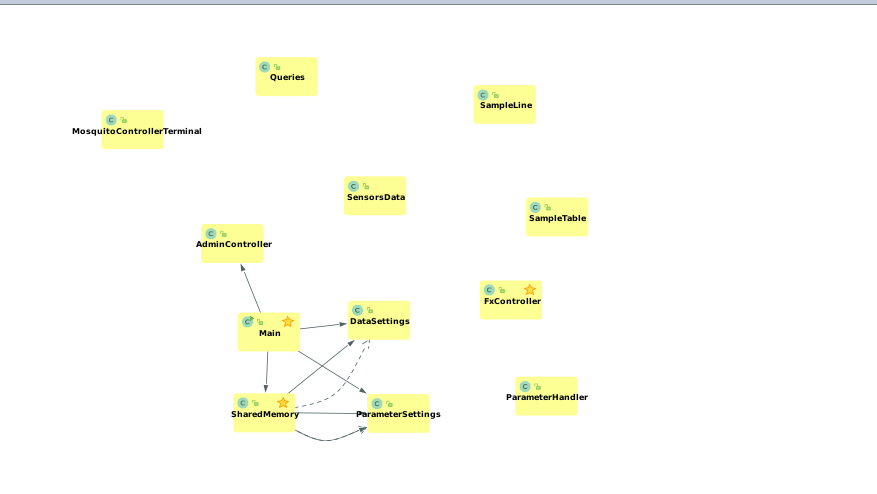 Queries
SampleLine
MosquitoControllerTerminal
SensorsData
SampleTable
AdminController
FxController
DataSettings
Main
ParameterHandler
SharedMemory
ParameterSettings